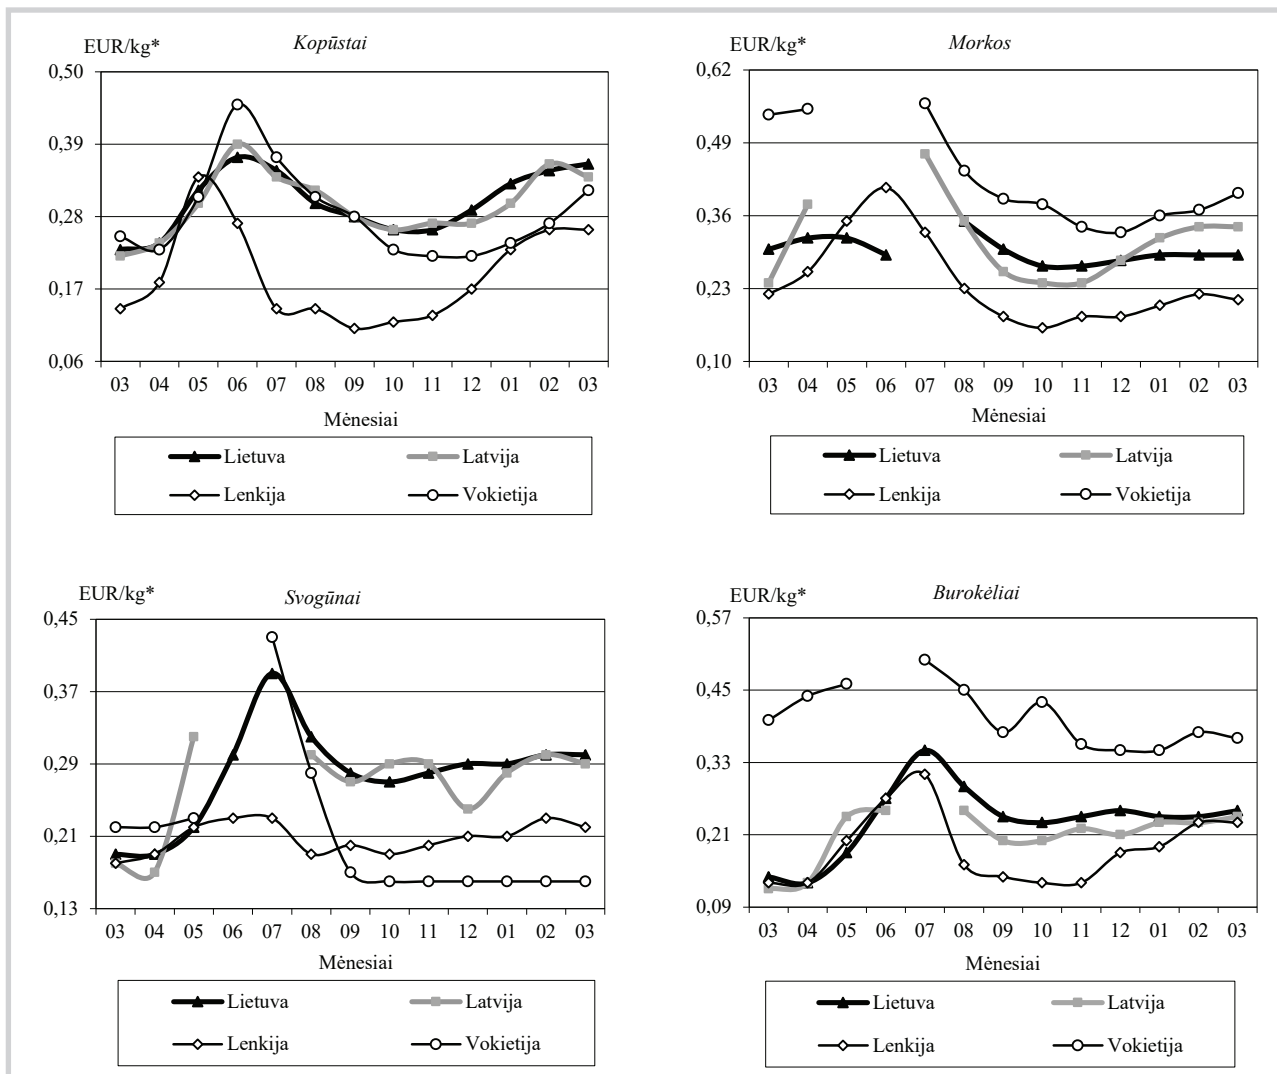 Kopūstai
EUR/kg*
0,50
0,39
0,28
0,17
0,06
03 04 05 06 07 08 09 10 11 12 01 02 03
Mėnesiai
Lietuva Latvija
Lenkija Vokietija
Morkos
EUR/kg*
0,62
0,49
0,36
0,23
0,10
03 04 05 06 07 08 09 10 11 12 01 02 03
Mėnesiai
Lietuva Latvija
Lenkija Vokietija
Svogūnai
EUR/kg*
0,45
0,37
0,29
0,21
0,13
03 04 05 06 07 08 09 10 11 12 01 02 03
Mėnesiai
Lietuva Latvija
Lenkija Vokietija
Burokėliai
EUR/kg*
0,57
0,45
0,33
0,21
0,09
03 04 05 06 07 08 09 10 11 12 01 02 03
Mėnesiai
Lietuva Latvija
Lenkija Vokietija